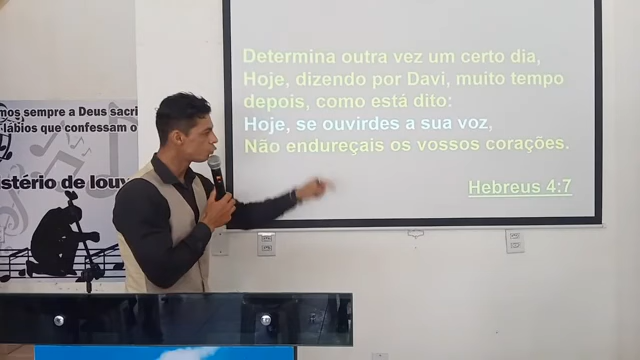 Determina outra vez um certo dia,
Hoje, dizendo por Davi, muito tempo
depois, como está dito:
Hoje, se ouvirdes a sua voz,
Não endureçais os vossos corações.
Hebreus 4:7
mos sempre a Deus sacri
lábios que confessam o
stério de louv